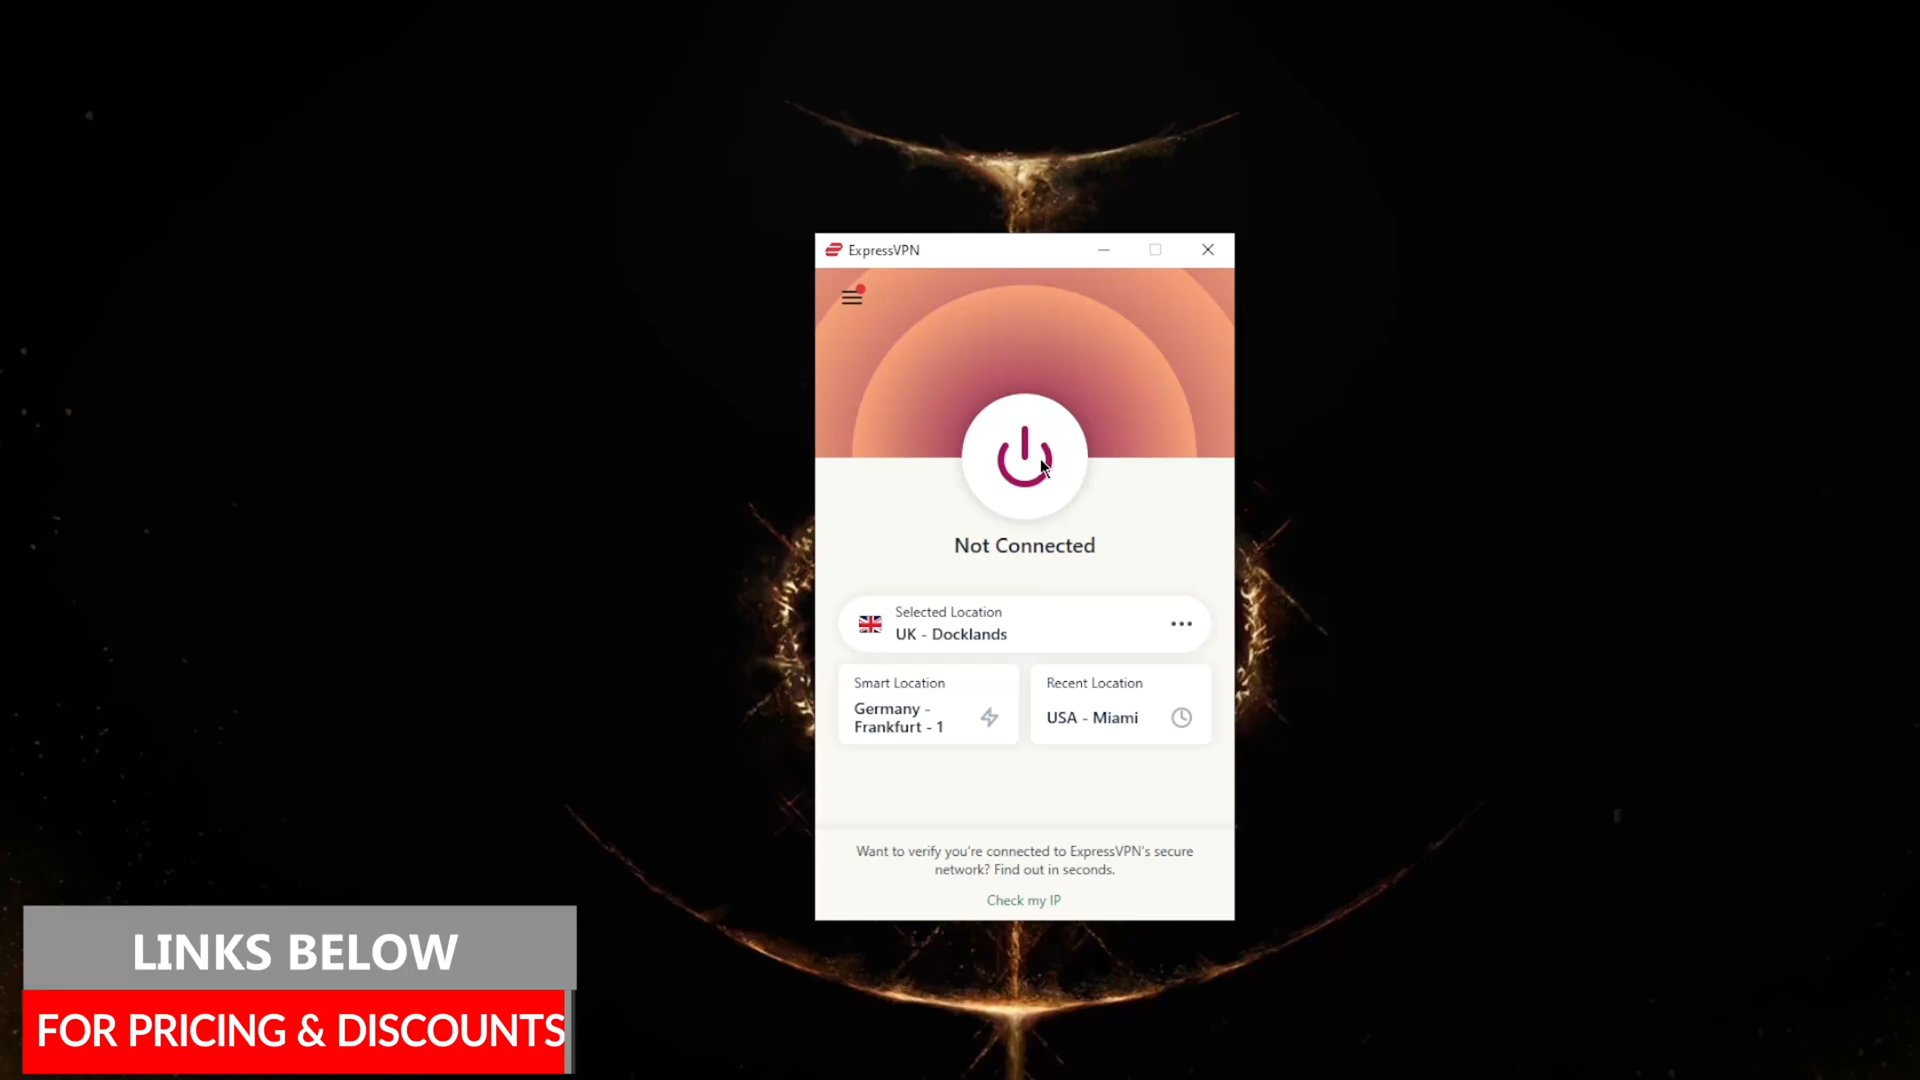 ExpressVPN
Not Connected
Selected Location
UK - Docklands
Smart Location
Germany -
Frankfurt - 1
Recent Location
USA - Miami
Want to verify you're connected to ExpressVPN's secure
network? Find out in seconds.
Check my IP
LINKS BELOW
FOR PRICING & DISCOUNTS